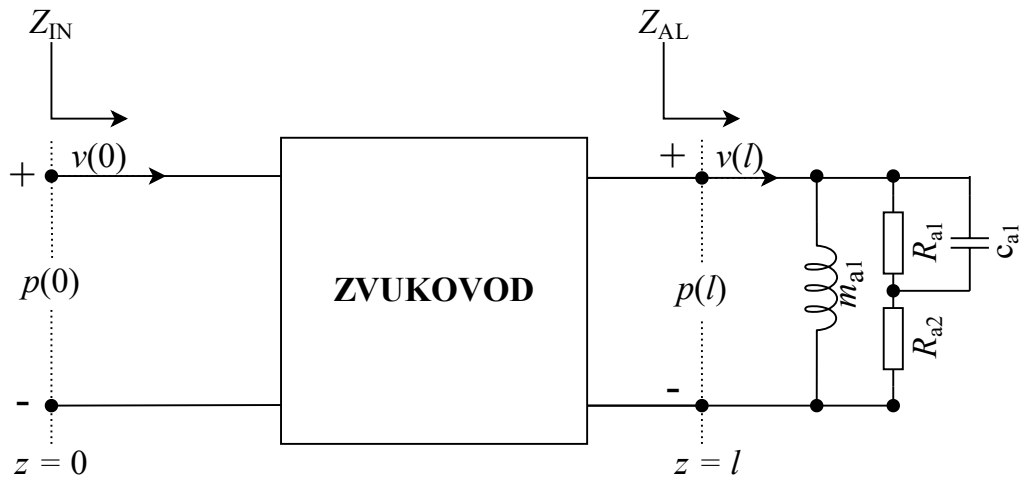 Z_IN
Z_AL
+
v(0)
+
v(l)
p(0)
ZVUKOVOD
p(l)
m_a1
R_a1
c_a1
R_a2
-
-
z = 0
z = l